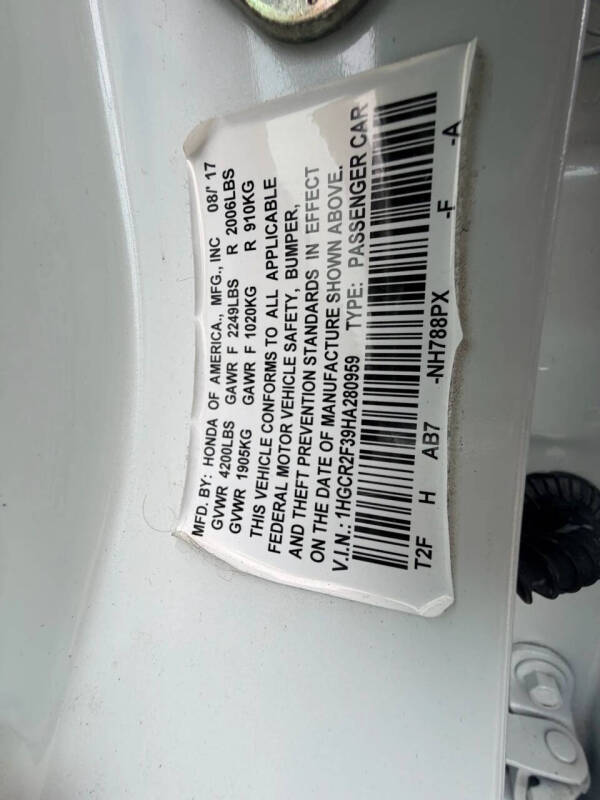 MFD. BY: HONDA OF AMERICA., MFG., INC 08/'17
GVWR 4200LBS GAWR F 2249LBS R 2006LBS
GVWR 1905KG GAWR F 1020KG R 910KG
THIS VEHICLE CONFORMS TO ALL APPLICABLE
FEDERAL MOTOR VEHICLE SAFETY, BUMPER,
AND THEFT PREVENTION STANDARDS IN EFFECT
ON THE DATE OF MANUFACTURE SHOWN ABOVE.
V.I.N.: 1HGCR2F39HA280959 TYPE: PASSENGER CAR
T2F H AB7 -NH788PX -F -A